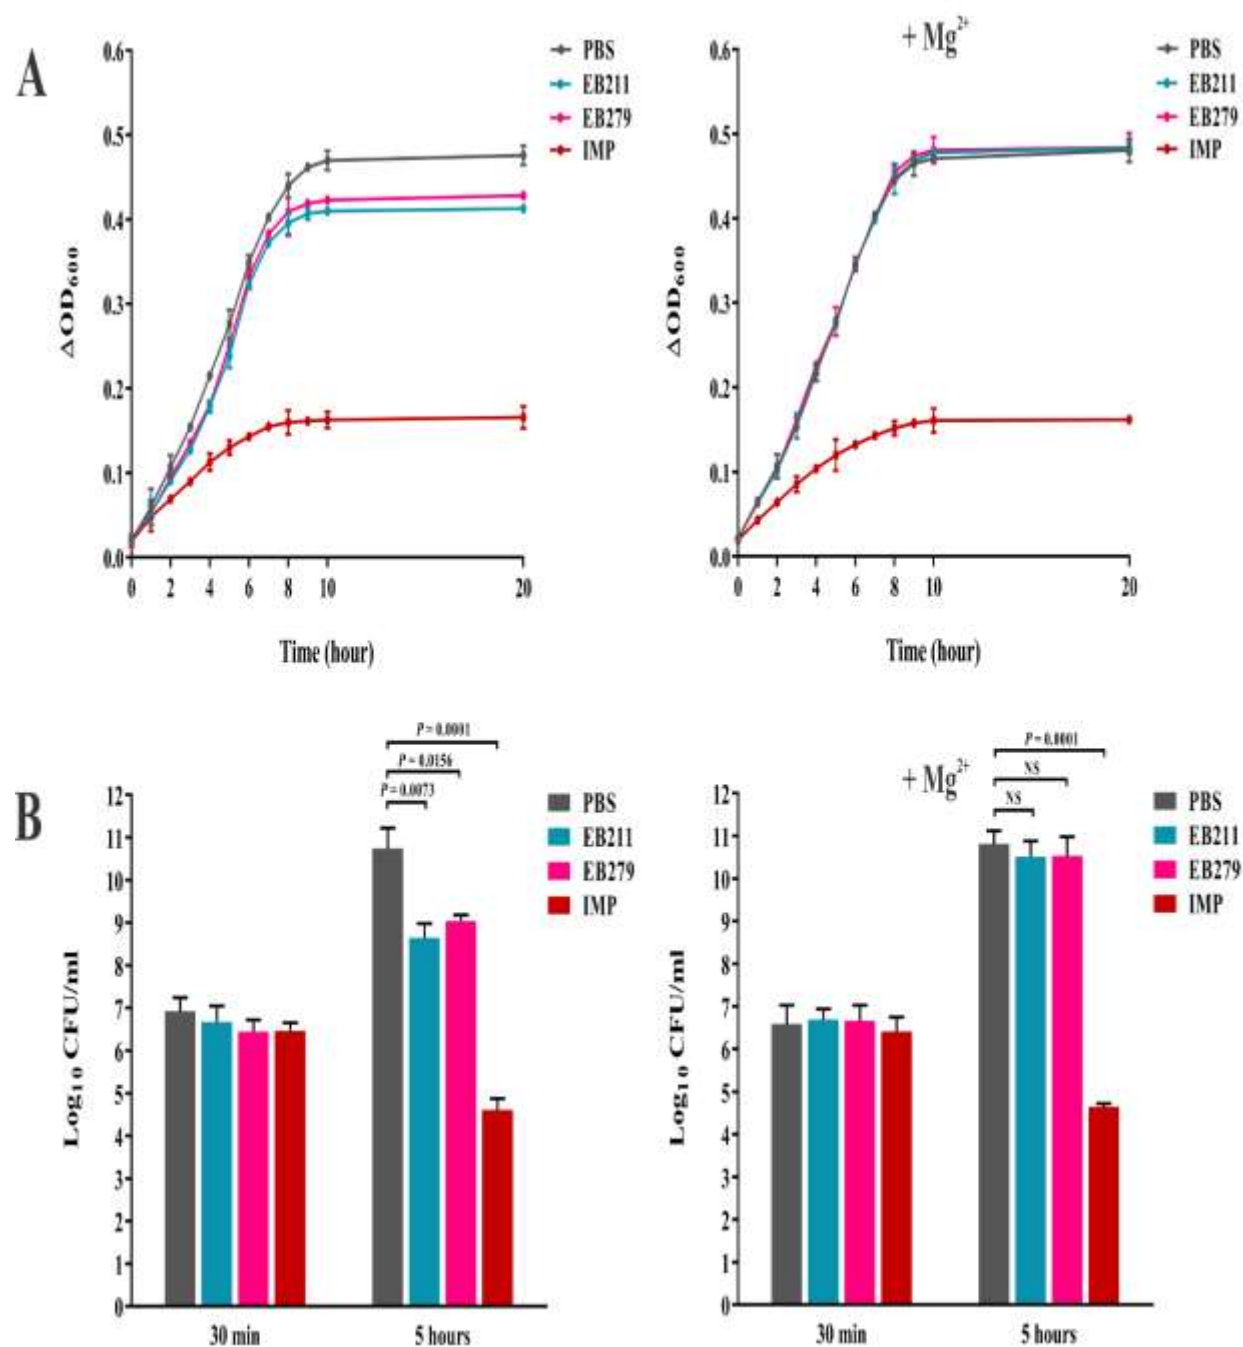 A
0.6
0.5
0.4
0.3
0.2
0.1
0.0
ΔOD600
0 2 4 6 8 10 20
Time (hour)
PBS
EB211
EB279
IMP
+ Mg2+
0.6
0.5
0.4
0.3
0.2
0.1
0.0
ΔOD600
0 2 4 6 8 10 20
Time (hour)
PBS
EB211
EB279
IMP
B
P = 0.0001
P = 0.0156
P = 0.0073
12
11
10
9
8
7
6
5
4
3
2
1
0
Log10 CFU/ml
30 min 5 hours
PBS
EB211
EB279
IMP
+ Mg2+
P = 0.0001
NS
NS
12
11
10
9
8
7
6
5
4
3
2
1
0
Log10 CFU/ml
30 min 5 hours
PBS
EB211
EB279
IMP